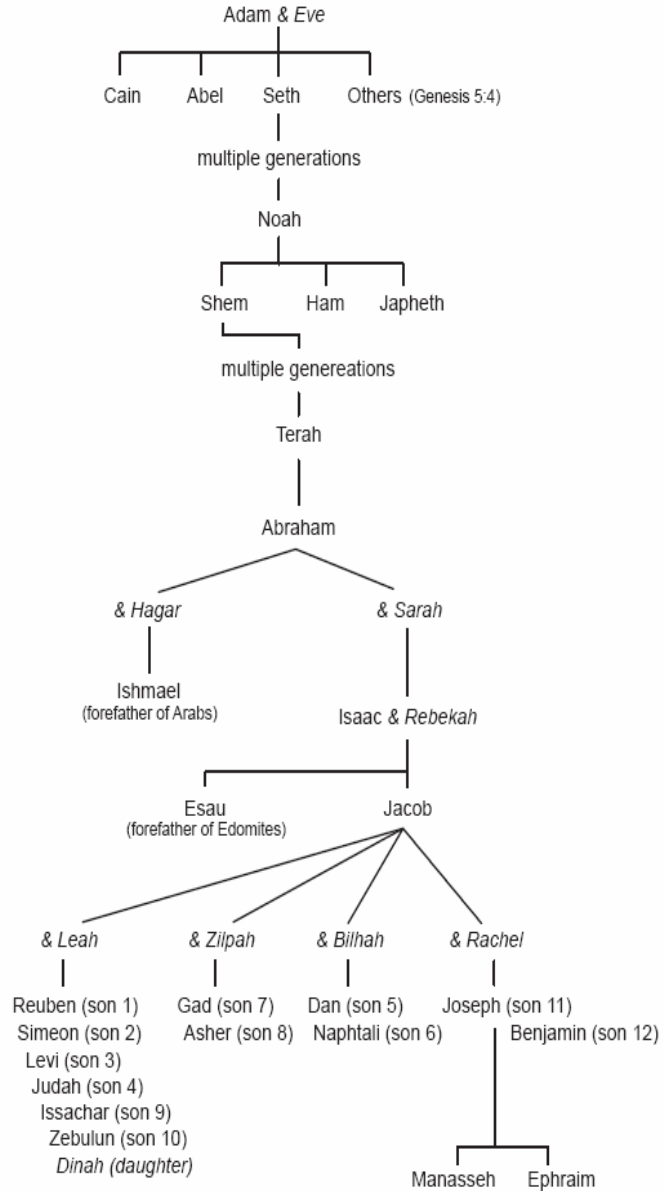 Adam & Eve
Cain Abel Seth Others (Genesis 5:4)
multiple generations
Noah
Shem Ham Japheth
multiple genereations
Terah
Abraham
& Hagar & Sarah
Ishmael
(forefather of Arabs)
Isaac & Rebekah
Esau Jacob
(forefather of Edomites)
& Leah & Zilpah & Bilhah & Rachel
Reuben (son 1) Gad (son 7) Dan (son 5) Joseph (son 11)
Simeon (son 2) Asher (son 8) Naphtali (son 6) Benjamin (son 12)
Levi (son 3)
Judah (son 4)
Issachar (son 9)
Zebulun (son 10)
Dinah (daughter)
Manasseh Ephraim